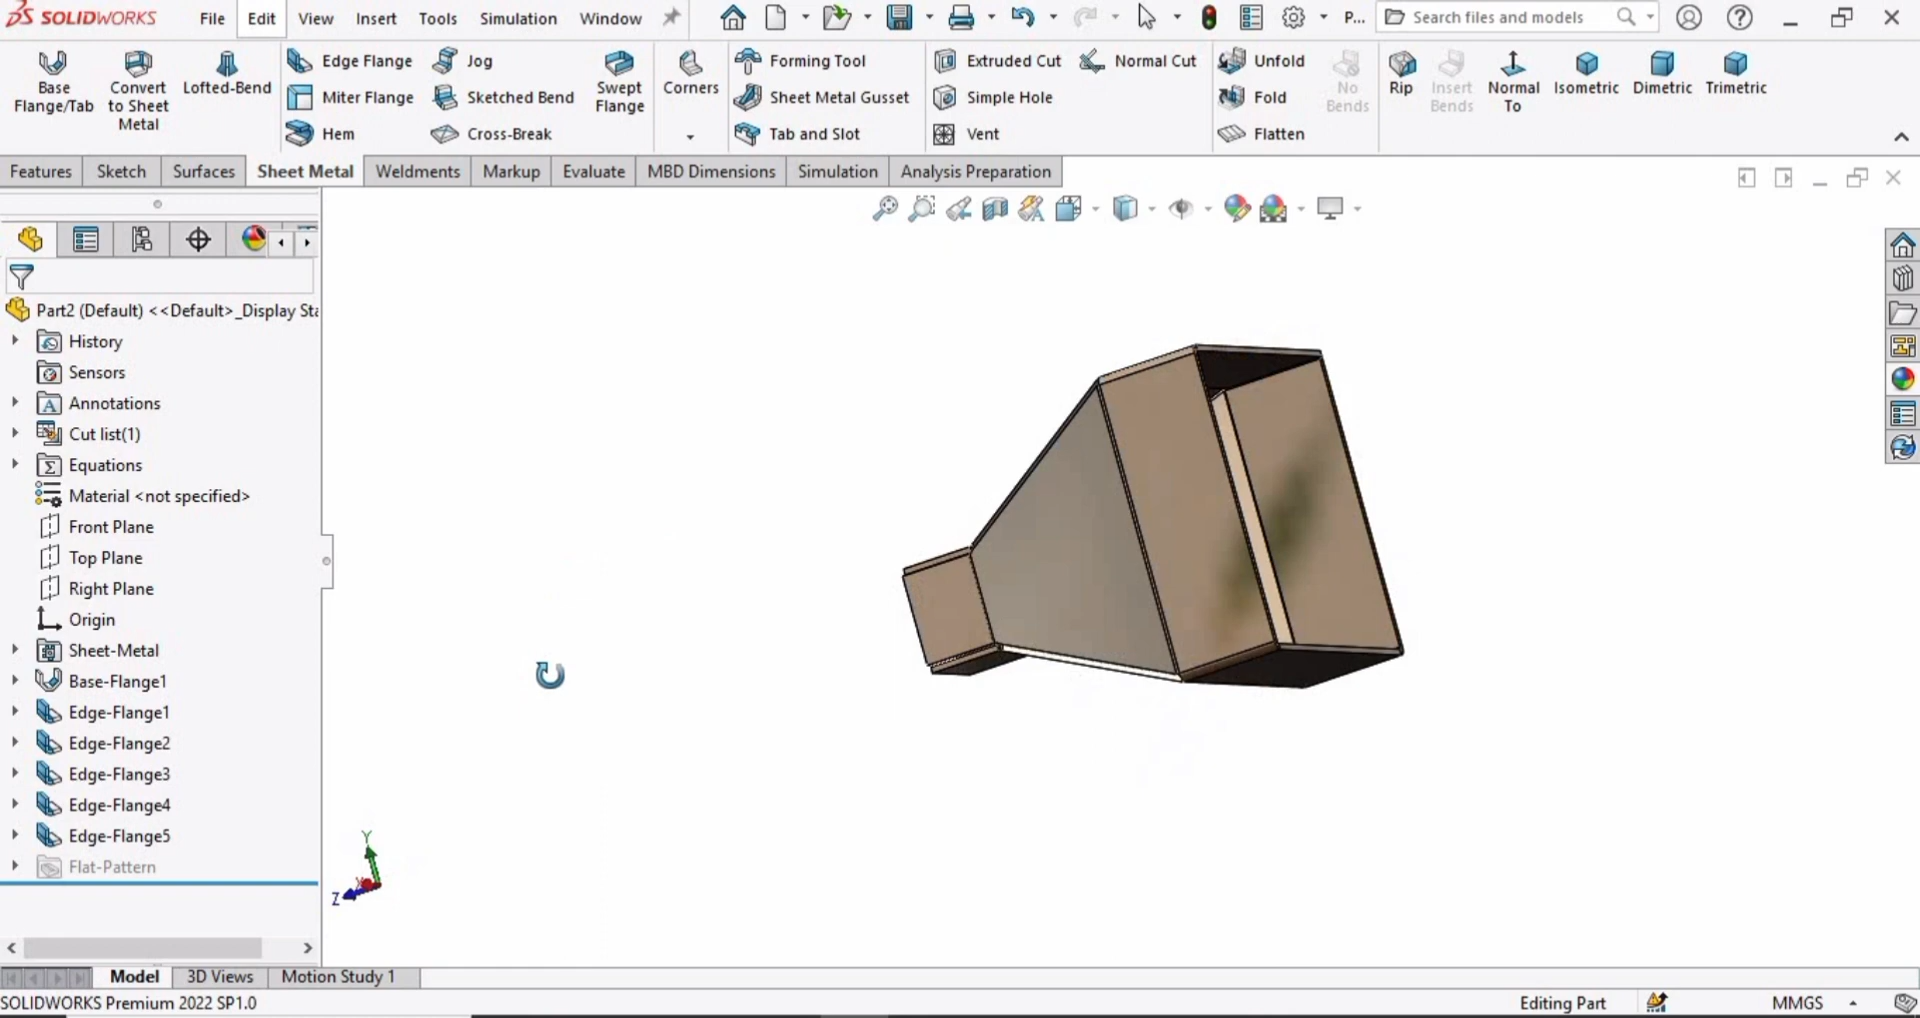 SOLIDWORKS File Edit View Insert Tools Simulation Window P... Search files and models
Base Flange/Tab
Convert to Sheet Metal
Lofted-Bend
Edge Flange
Miter Flange
Hem
Jog
Sketched Bend
Cross-Break
Swept Flange
Corners
Forming Tool
Sheet Metal Gusset
Tab and Slot
Extruded Cut
Simple Hole
Vent
Normal Cut
Unfold
Fold
Flatten
No Bends
Rip
Insert Bends
Normal To
Isometric
Dimetric
Trimetric
Features Sketch Surfaces Sheet Metal Weldments Markup Evaluate MBD Dimensions Simulation Analysis Preparation
Part2 (Default) <<Default>_Display Sta
History
Sensors
Annotations
Cut list(1)
Equations
Material <not specified>
Front Plane
Top Plane
Right Plane
Origin
Sheet-Metal
Base-Flange1
Edge-Flange1
Edge-Flange2
Edge-Flange3
Edge-Flange4
Edge-Flange5
Flat-Pattern
Y
Z
Model 3D Views Motion Study 1
SOLIDWORKS Premium 2022 SP1.0 Editing Part MMGS